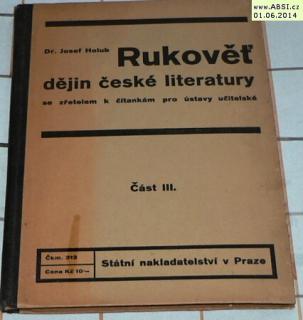 www.ABSI.cz
01.06.2014
Dr. Josef Holub
Rukověť
dějin české literatury
se zřetelem k čítankám pro ústavy učitelské
Část III.
Čkm. 313
Cena Kč 10·—
Státní nakladatelství v Praze